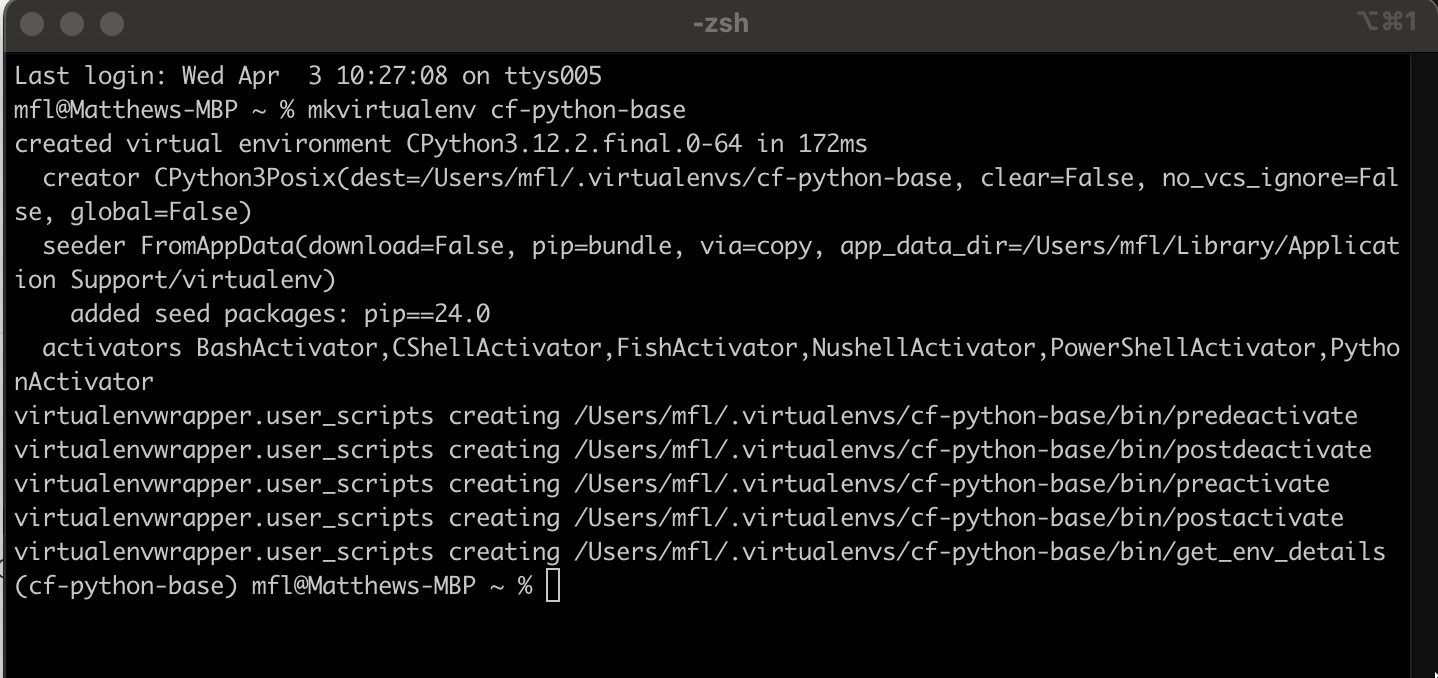 -zsh
⌥⌘1
Last login: Wed Apr  3 10:27:08 on ttys005
mfl@Matthews-MBP ~ % mkvirtualenv cf-python-base
created virtual environment CPython3.12.2.final.0-64 in 172ms
  creator CPython3Posix(dest=/Users/mfl/.virtualenvs/cf-python-base, clear=False, no_vcs_ignore=Fal
se, global=False)
  seeder FromAppData(download=False, pip=bundle, via=copy, app_data_dir=/Users/mfl/Library/Applicat
ion Support/virtualenv)
    added seed packages: pip==24.0
  activators BashActivator,CShellActivator,FishActivator,NushellActivator,PowerShellActivator,Pytho
nActivator
virtualenvwrapper.user_scripts creating /Users/mfl/.virtualenvs/cf-python-base/bin/predeactivate
virtualenvwrapper.user_scripts creating /Users/mfl/.virtualenvs/cf-python-base/bin/postdeactivate
virtualenvwrapper.user_scripts creating /Users/mfl/.virtualenvs/cf-python-base/bin/preactivate
virtualenvwrapper.user_scripts creating /Users/mfl/.virtualenvs/cf-python-base/bin/postactivate
virtualenvwrapper.user_scripts creating /Users/mfl/.virtualenvs/cf-python-base/bin/get_env_details
(cf-python-base) mfl@Matthews-MBP ~ %